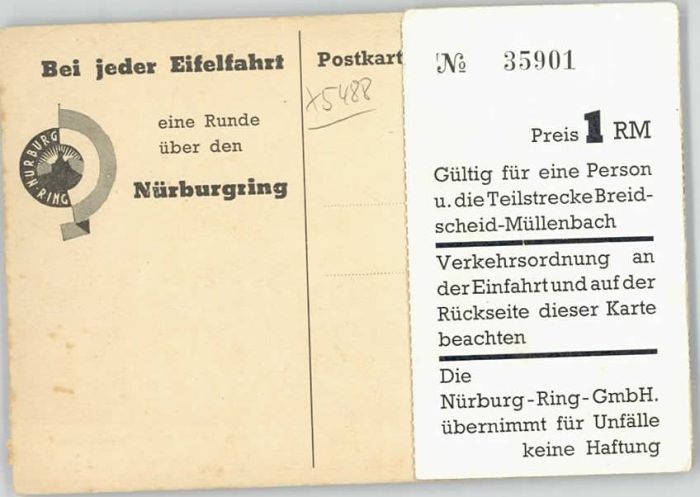 Bei jeder Eifelfahrt
eine Runde
über den
Nürburgring
NÜRBURG-RING
Postkart
x5488
№ 35901
Preis 1 RM
Gültig für eine Person
u. die Teilstrecke Breid-
scheid-Müllenbach
Verkehrsordnung an
der Einfahrt und auf der
Rückseite dieser Karte
beachten
Die
Nürburg-Ring-GmbH.
übernimmt für Unfälle
keine Haftung